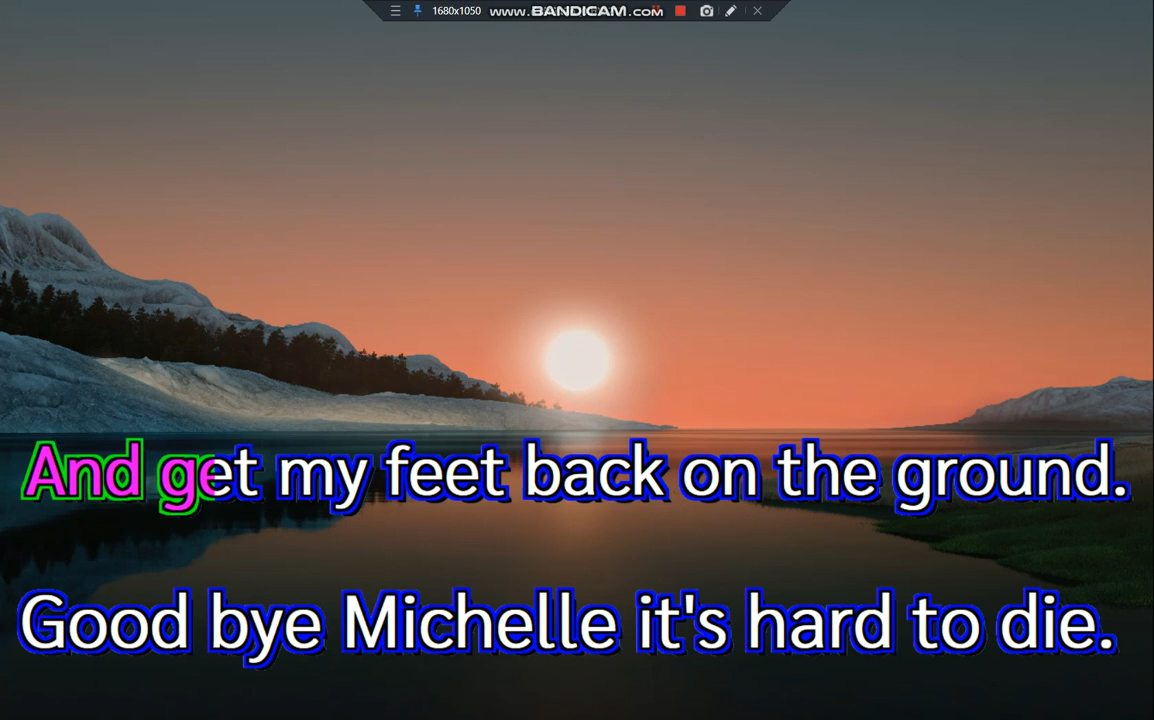 1680x1050 www.BANDICAM.com
And get my feet back on the ground.
Good bye Michelle it's hard to die.